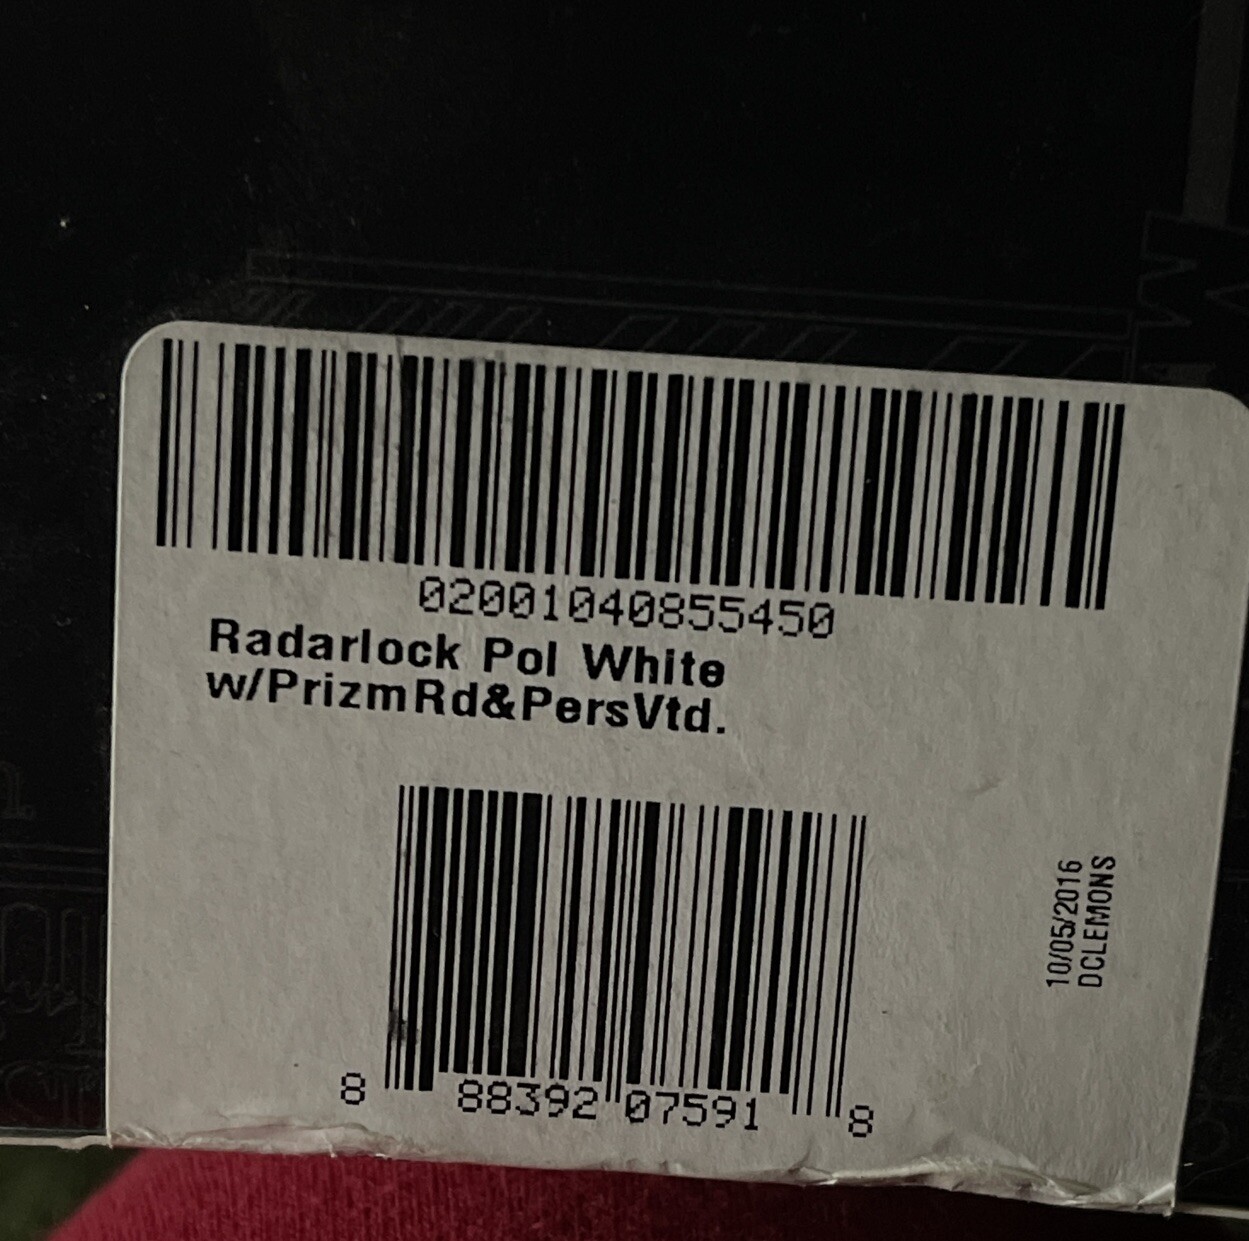 02001040855450
Radarlock Pol White
w/PrizmRd&PersVtd.
10/05/2016
DCLEMONS
8 88392 07591 8